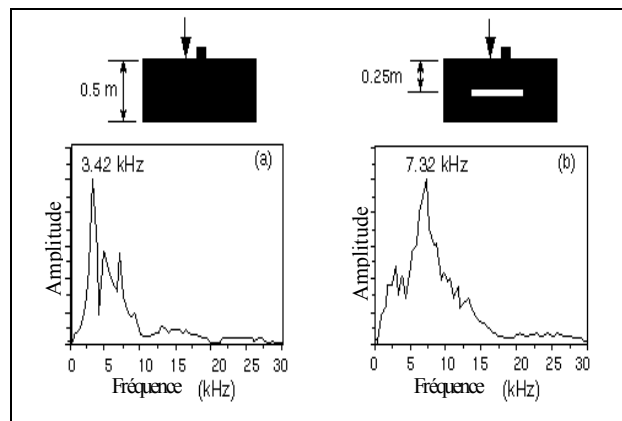 0.5 m
0.25m
(a)
3.42 kHz
Amplitude
0 5 10 15 20 25 30
Fréquence (kHz)
(b)
7.32 kHz
Amplitude
0 5 10 15 20 25 30
Fréquence (kHz)